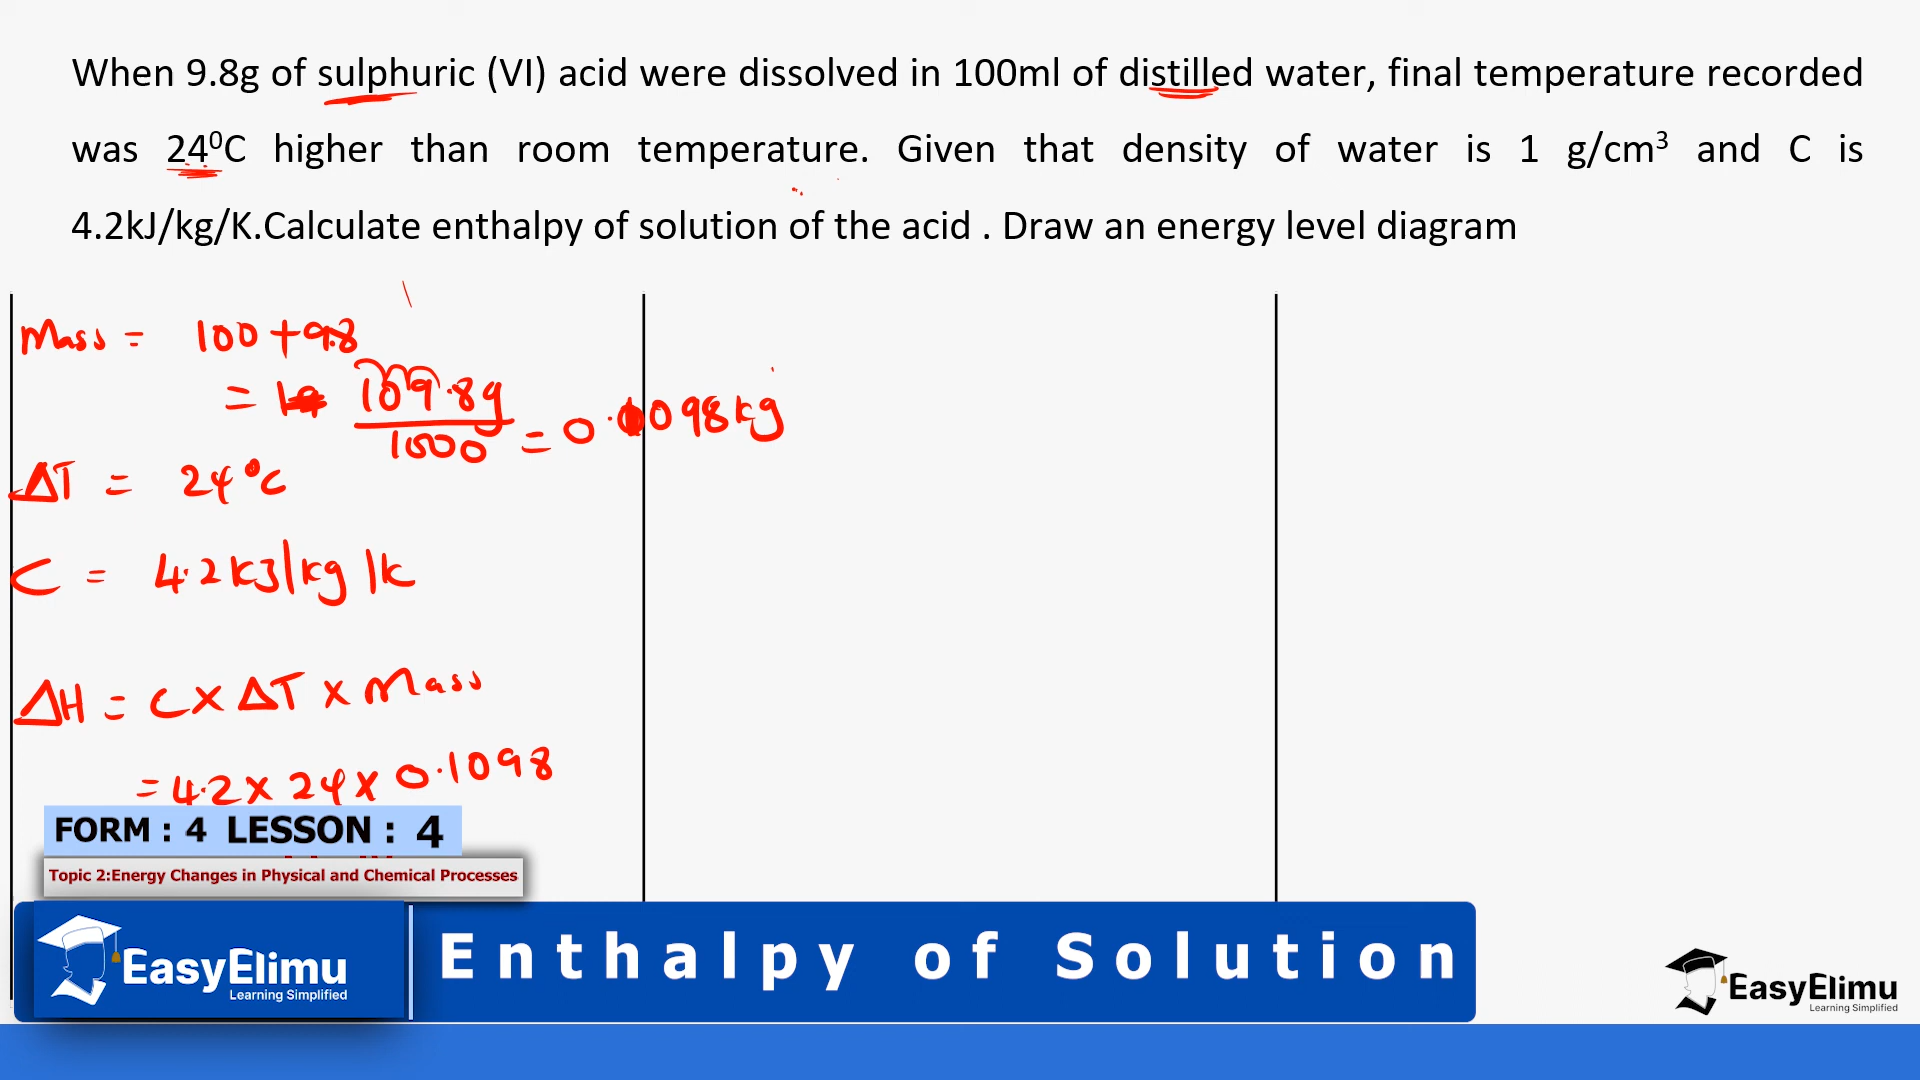 When 9.8g of sulphuric (VI) acid were dissolved in 100ml of distilled water, final temperature recorded
was 24⁰C higher than room temperature. Given that density of water is 1 g/cm³ and C is
4.2kJ/kg/K.Calculate enthalpy of solution of the acid . Draw an energy level diagram
Mass = 100 + 9.8
= 109.8g / 1000 = 0.1098kg
ΔT = 24°C
C = 4.2kJ/kg/K
ΔH = C × ΔT × Mass
= 4.2 × 24 × 0.1098
FORM : 4 LESSON : 4
Topic 2:Energy Changes in Physical and Chemical Processes
EasyElimu
Learning Simplified
Enthalpy of Solution
EasyElimu
Learning Simplified